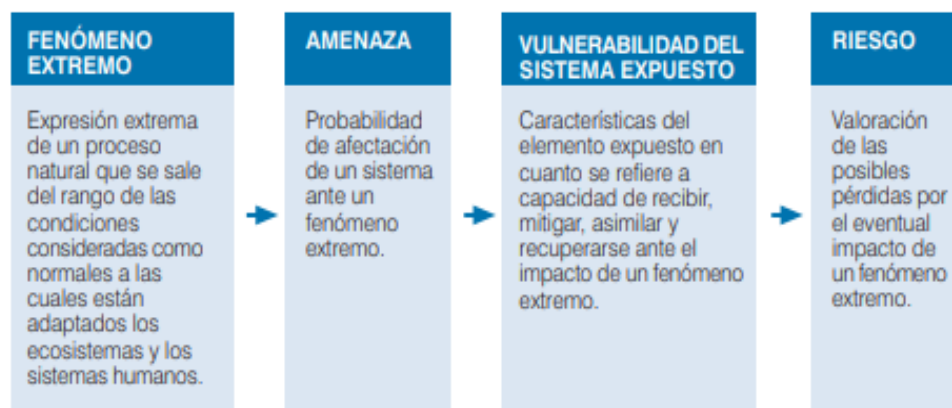 FENÓMENO
EXTREMO
Expresión extrema
de un proceso
natural que se sale
del rango de las
condiciones
consideradas como
normales a las
cuales están
adaptados los
ecosistemas y los
sistemas humanos.
AMENAZA
Probabilidad
de afectación
de un sistema
ante un
fenómeno
extremo.
VULNERABILIDAD DEL
SISTEMA EXPUESTO
Características del
elemento expuesto en
cuanto se refiere a
capacidad de recibir,
mitigar, asimilar y
recuperarse ante el
impacto de un fenómeno
extremo.
RIESGO
Valoración
de las
posibles
pérdidas por
el eventual
impacto de
un fenómeno
extremo.